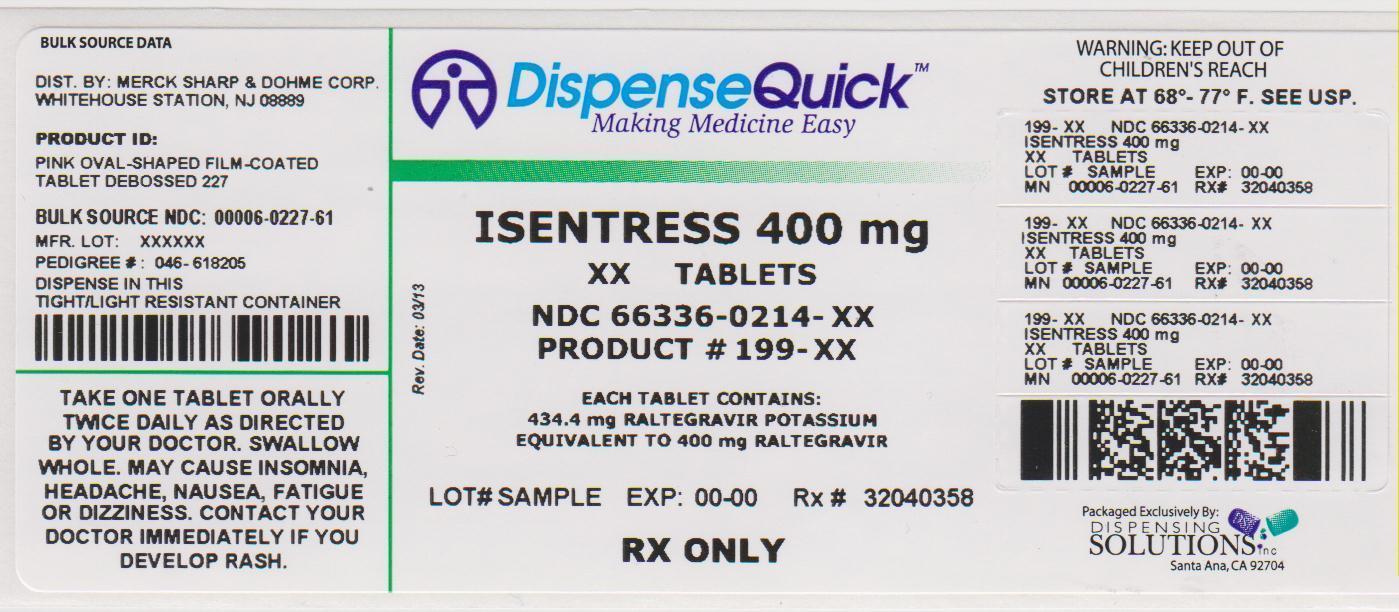 BULK SOURCE DATA
DIST. BY: MERCK SHARP & DOHME CORP.
WHITEHOUSE STATION, NJ 08889
PRODUCT ID:
PINK OVAL-SHAPED FILM-COATED
TABLET DEBOSSED 227
BULK SOURCE NDC: 00006-0227-61
MFR. LOT: XXXXXX
PEDIGREE #: 046-618205
DISPENSE IN THIS
TIGHT/LIGHT RESISTANT CONTAINER
TAKE ONE TABLET ORALLY
TWICE DAILY AS DIRECTED
BY YOUR DOCTOR. SWALLOW
WHOLE. MAY CAUSE INSOMNIA,
HEADACHE, NAUSEA, FATIGUE
OR DIZZINESS. CONTACT YOUR
DOCTOR IMMEDIATELY IF YOU
DEVELOP RASH.
DispenseQuick™
Making Medicine Easy
ISENTRESS 400 mg
XX TABLETS
NDC 66336-0214-XX
PRODUCT # 199-XX
Rev. Date: 03/13
EACH TABLET CONTAINS:
434.4 mg RALTEGRAVIR POTASSIUM
EQUIVALENT TO 400 mg RALTEGRAVIR
LOT# SAMPLE EXP: 00-00 Rx # 32040358
RX ONLY
WARNING: KEEP OUT OF
CHILDREN'S REACH
STORE AT 68°- 77° F. SEE USP.
199- XX NDC 66336-0214- XX
ISENTRESS 400 mg
XX TABLETS
LOT # SAMPLE EXP: 00-00
MN 00006-0227-61 RX# 32040358
199- XX NDC 66336-0214- XX
ISENTRESS 400 mg
XX TABLETS
LOT # SAMPLE EXP: 00-00
MN 00006-0227-61 RX# 32040358
199- XX NDC 66336-0214- XX
ISENTRESS 400 mg
XX TABLETS
LOT # SAMPLE EXP: 00-00
MN 00006-0227-61 RX# 32040358
Packaged Exclusively By:
DISPENSING
SOLUTIONS Inc
Santa Ana, CA 92704